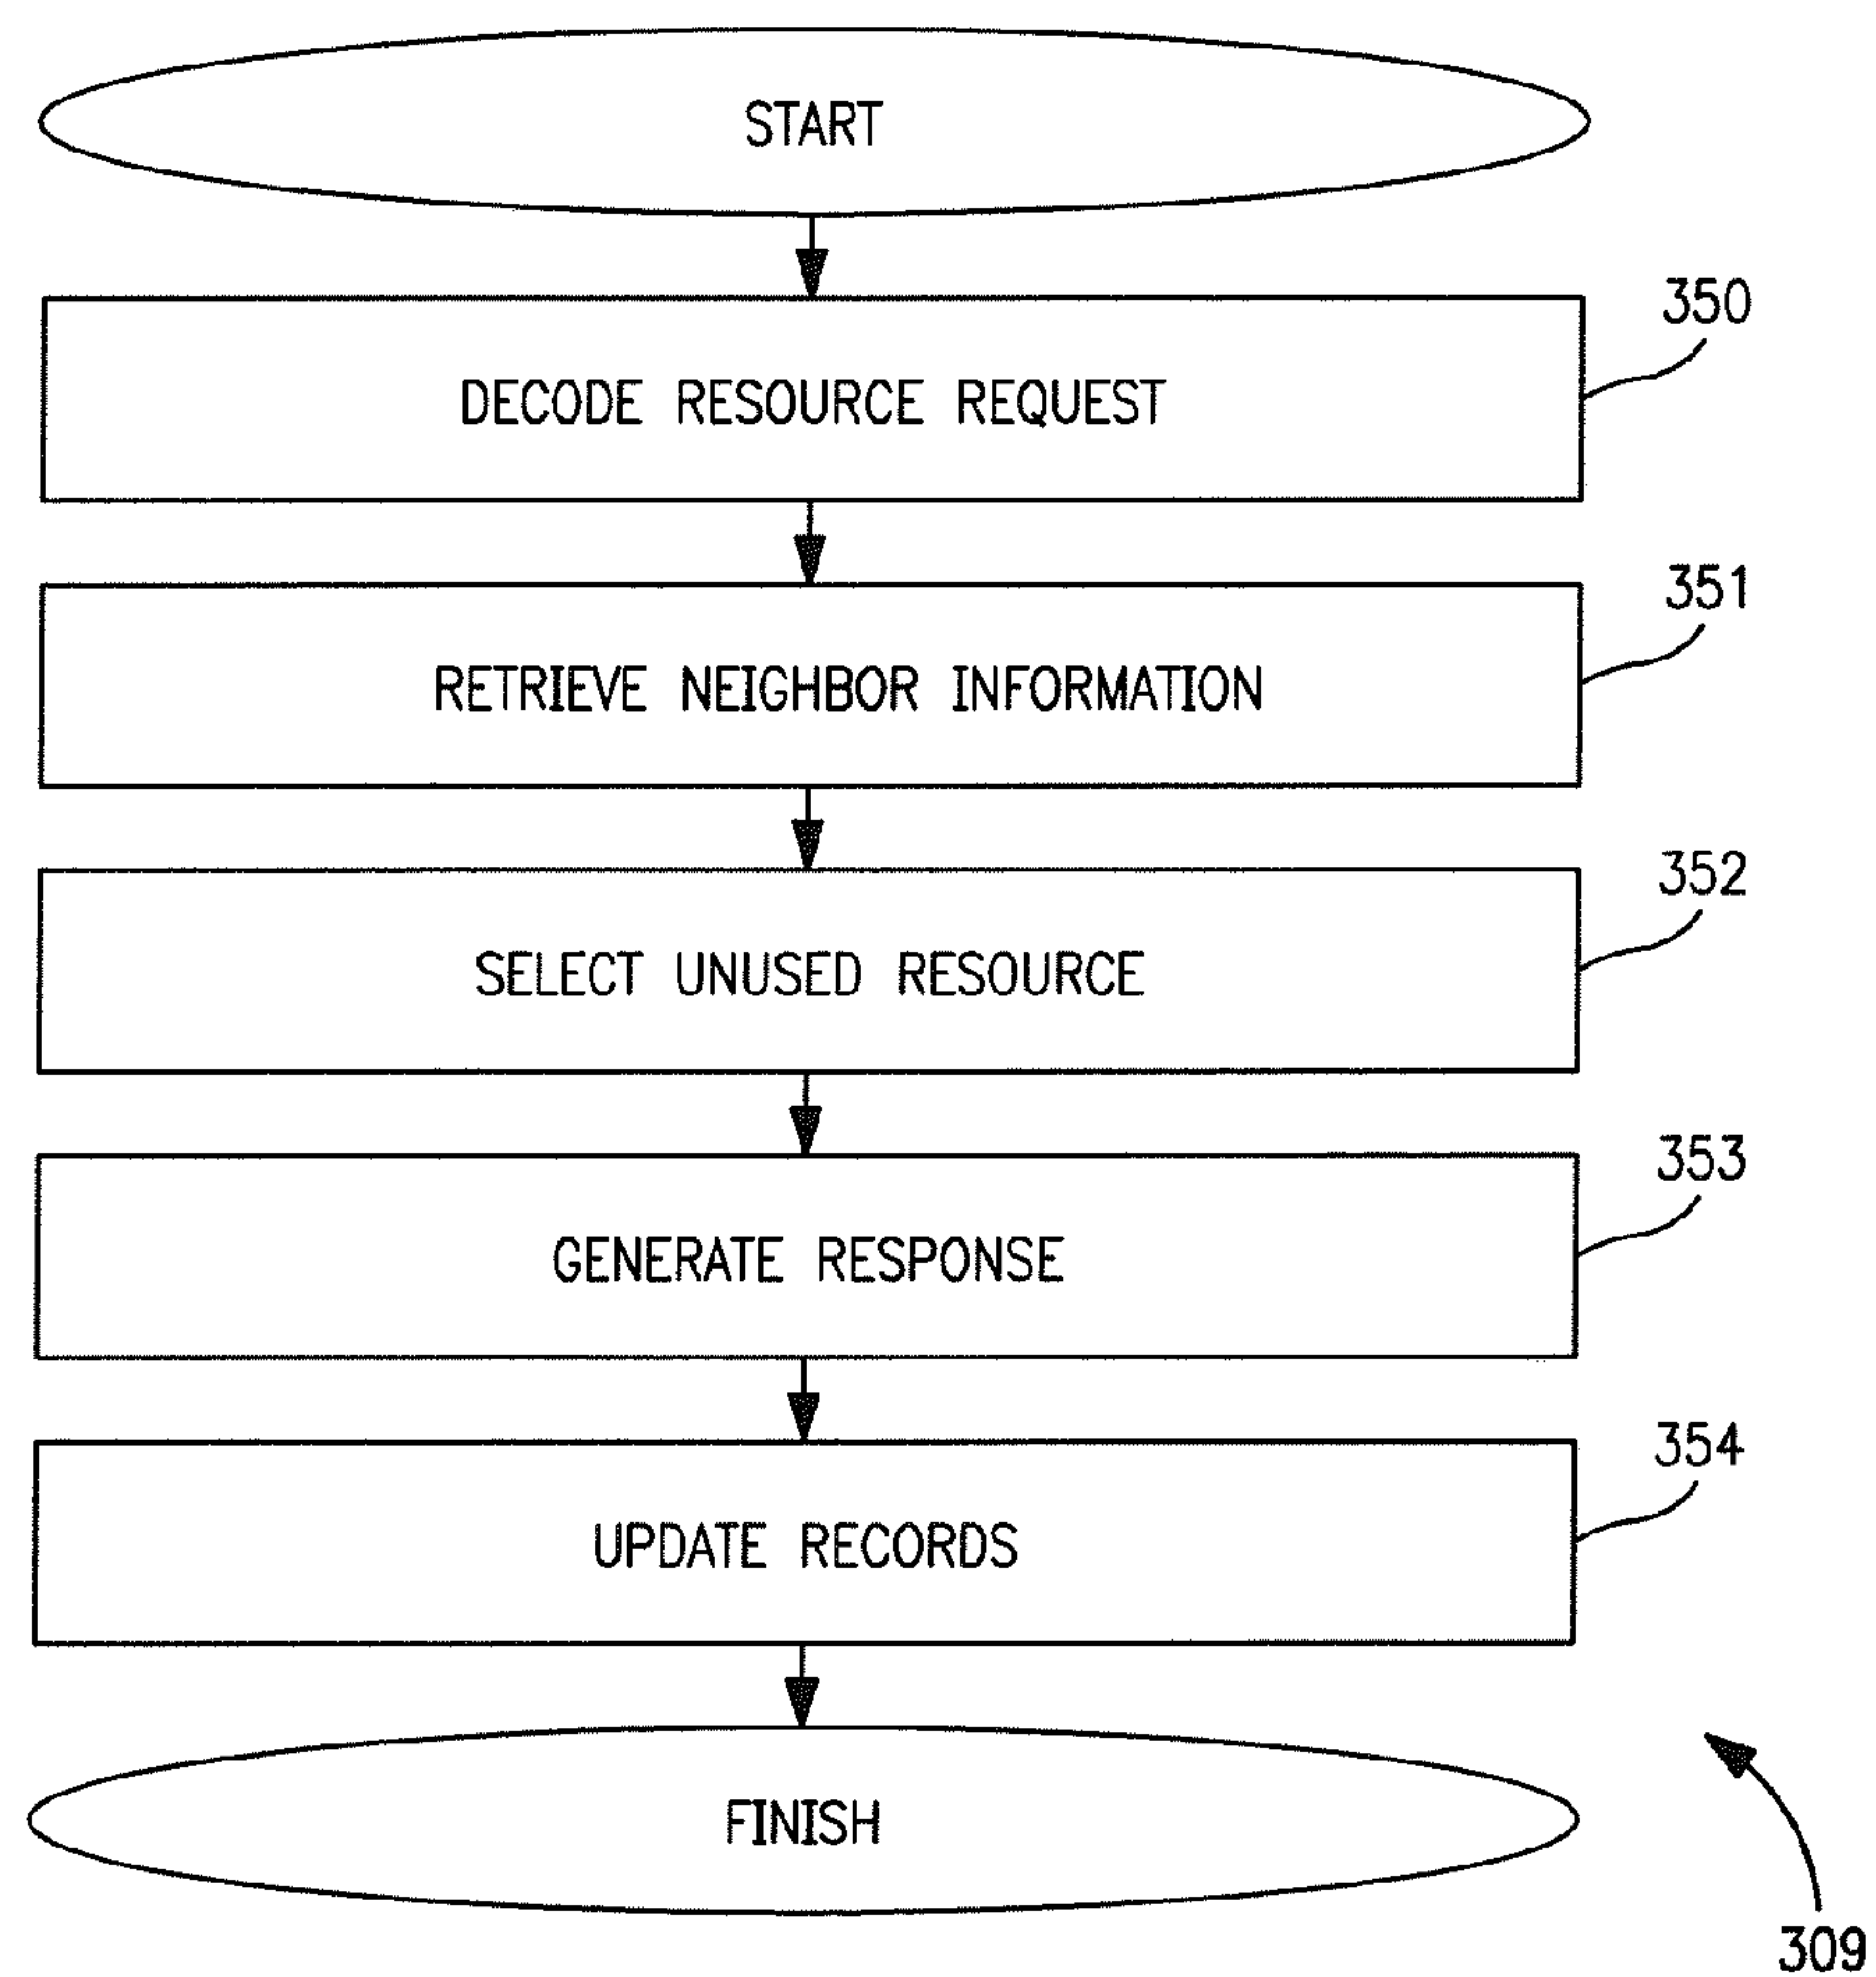 START
350
DECODE RESOURCE REQUEST
351
RETRIEVE NEIGHBOR INFORMATION
352
SELECT UNUSED RESOURCE
353
GENERATE RESPONSE
354
UPDATE RECORDS
FINISH
309